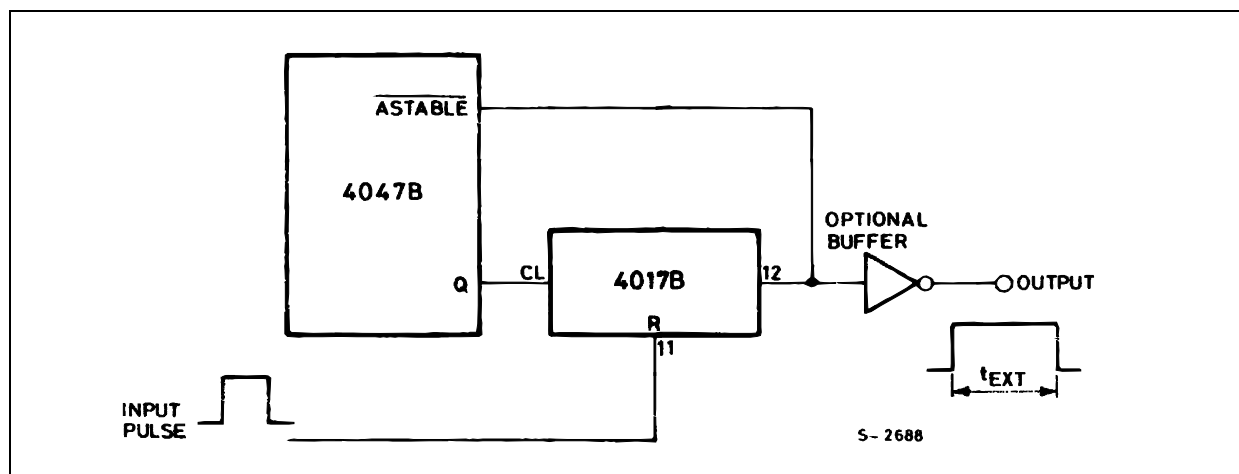 ASTABLE
4047B
OPTIONAL
BUFFER
Q
CL
4017B
12
OUTPUT
R
11
tEXT
INPUT
PULSE
S-2688